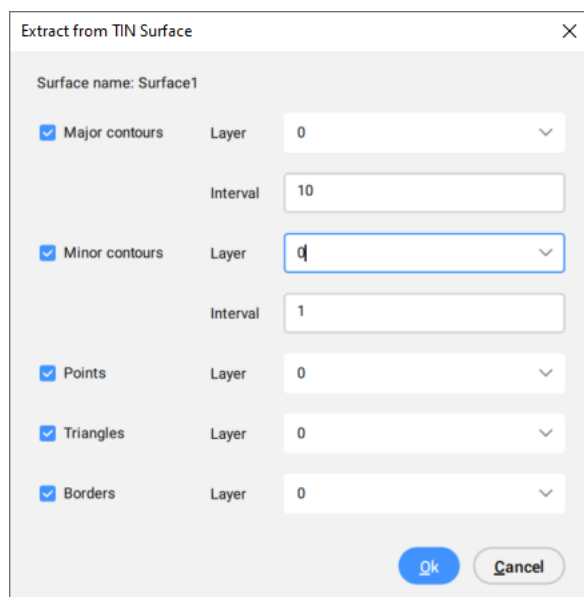 Extract from TIN Surface
Surface name: Surface1
Major contours Layer 0
Interval 10
Minor contours Layer 0
Interval 1
Points Layer 0
Triangles Layer 0
Borders Layer 0
Ok Cancel